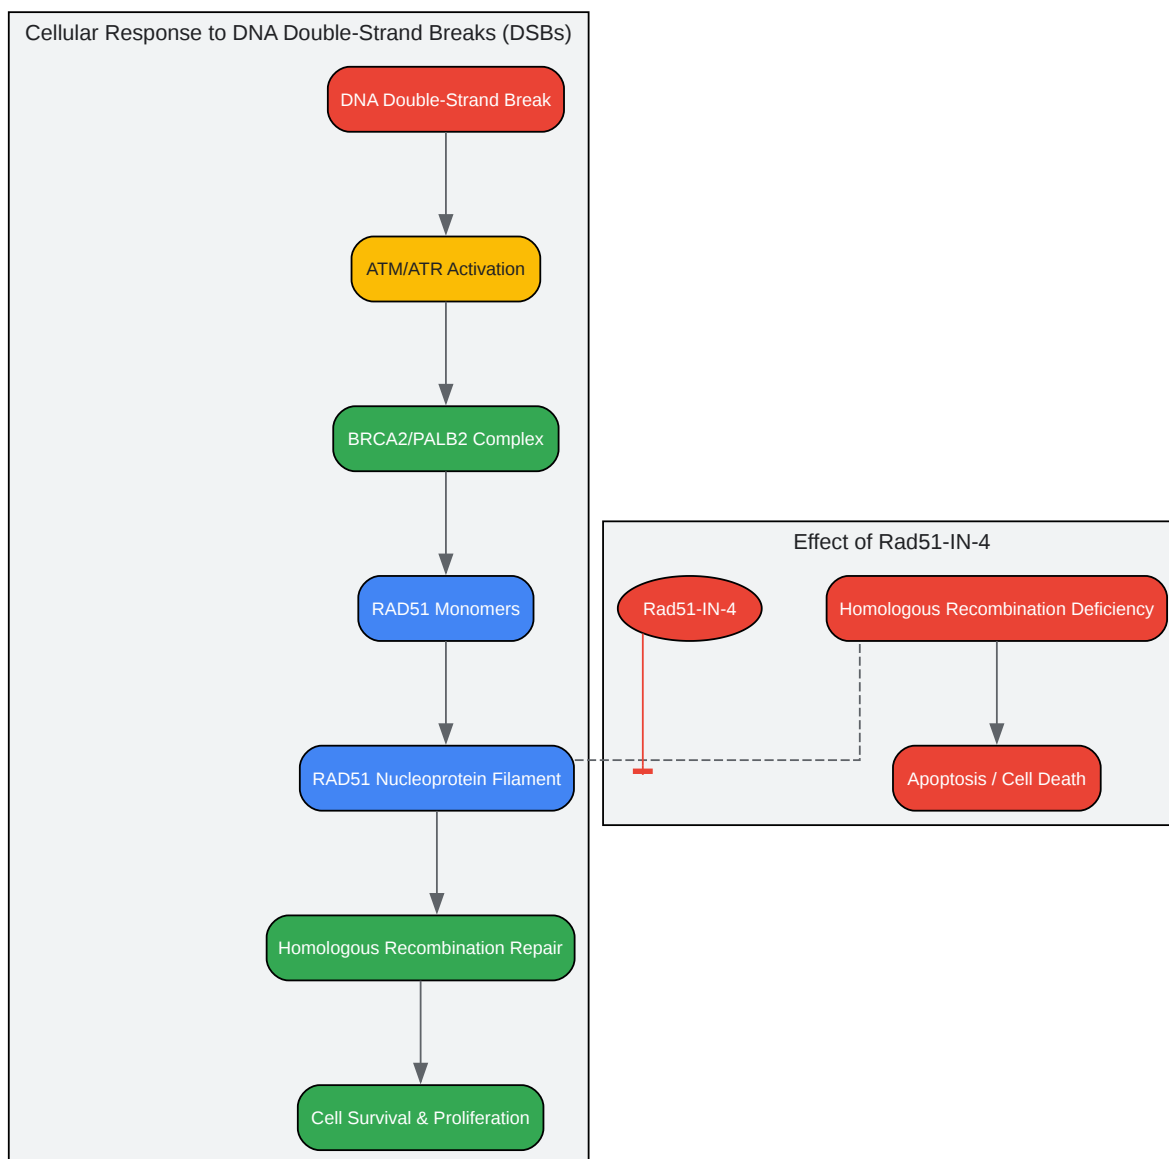 Cellular Response to DNA Double-Strand Breaks (DSBs)
DNA Double-Strand Break
ATM/ATR Activation
BRCA2/PALB2 Complex
RAD51 Monomers
RAD51 Nucleoprotein Filament
Homologous Recombination Repair
Cell Survival & Proliferation
Effect of Rad51-IN-4
Rad51-IN-4
Homologous Recombination Deficiency
Apoptosis / Cell Death